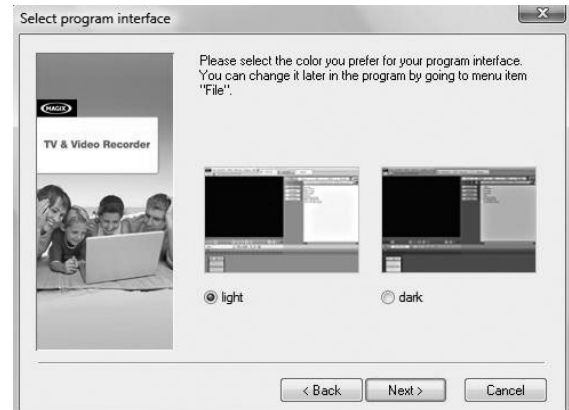 Select program interface
Please select the color you prefer for your program interface.
You can change it later in the program by going to menu item
"File".
MAGIX
TV & Video Recorder
light
dark
< Back
Next >
Cancel